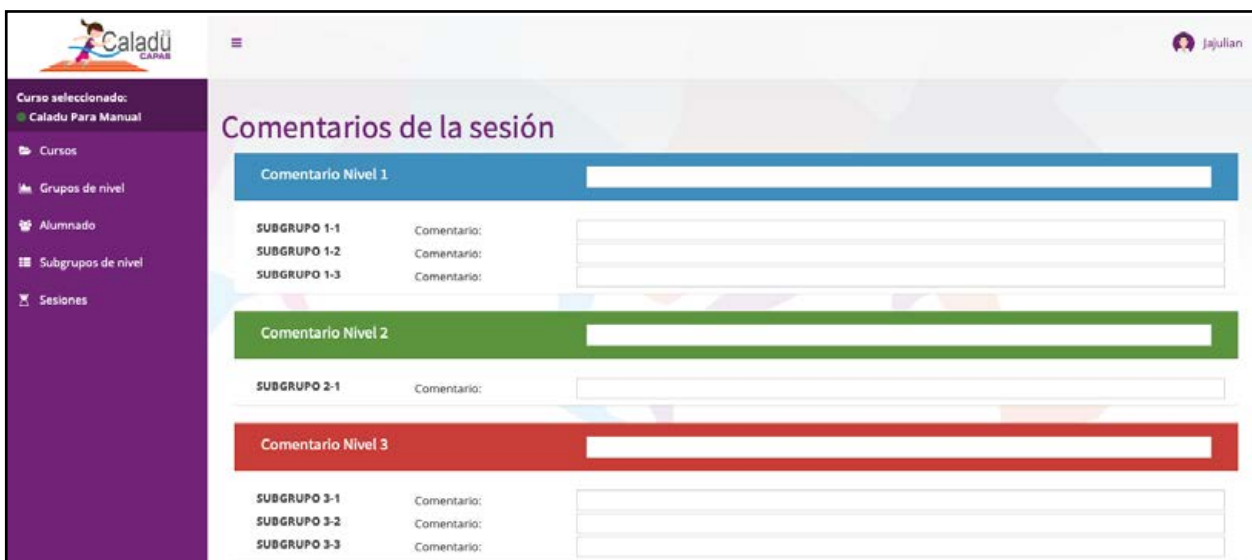 Caladü
CAPAB
Jajulian
Curso seleccionado:
Caladu Para Manual
Cursos
Grupos de nivel
Alumnado
Subgrupos de nivel
Sesiones
Comentarios de la sesión
Comentario Nivel 1
SUBGRUPO 1-1 Comentario:
SUBGRUPO 1-2 Comentario:
SUBGRUPO 1-3 Comentario:
Comentario Nivel 2
SUBGRUPO 2-1 Comentario:
Comentario Nivel 3
SUBGRUPO 3-1 Comentario:
SUBGRUPO 3-2 Comentario:
SUBGRUPO 3-3 Comentario: